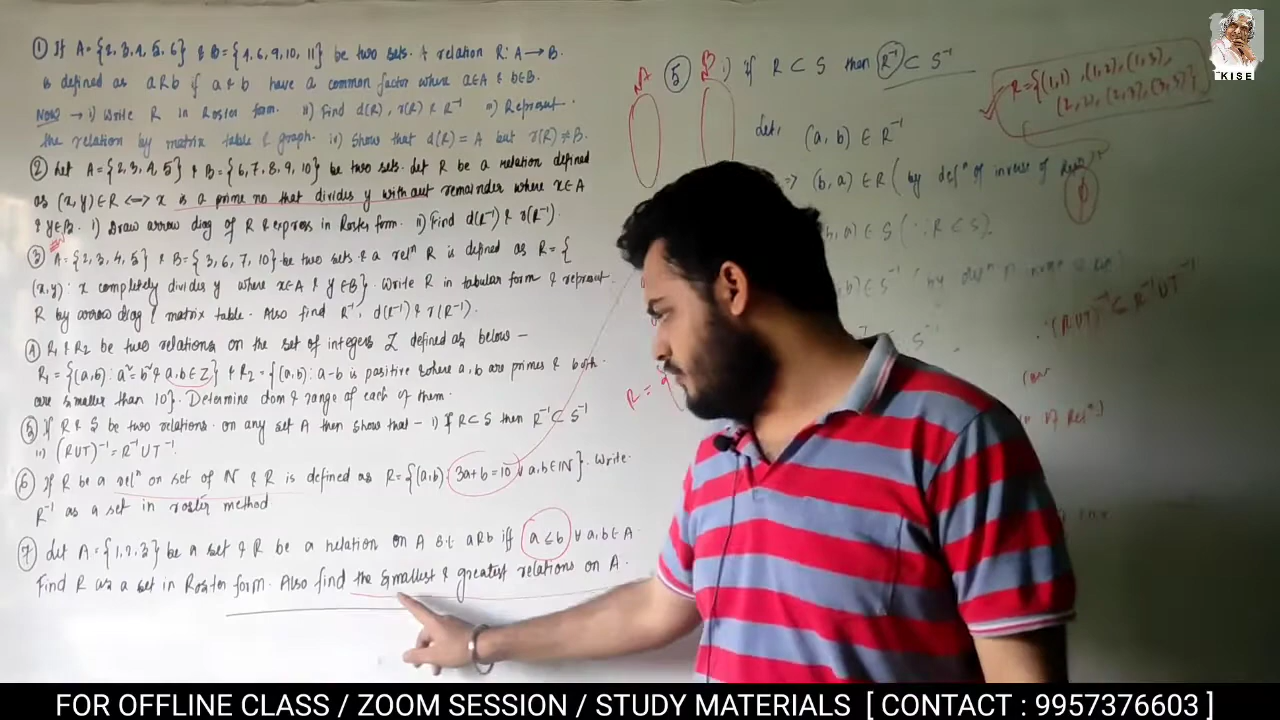 ① If A={2,3,4,5,6} & B={4,6,9,10,11} be two sets. A relation R: A→B.
is defined as aRb if a & b have a common factor where a∈A & b∈B.
→ i) Write R in Roster form. ii) Find d(R), r(R) & R⁻¹ iii) Represent
the relation by matrix table & graph. iv) Show that d(R)=A but r(R)≠B.
② Let A={2,3,4,5} & B={6,7,8,9,10} be two sets. Let R be a relation defined
as (x,y)∈R <=> x is a prime no that divides y without remainder where x∈A
& y∈B. i) Draw arrow diag of R & express in Roster form. ii) Find d(R⁻¹) & r(R⁻¹).
③ A={2,3,4,5} & B={3,6,7,10} be two sets & a relⁿ R is defined as R={
(x,y): x completely divides y where x∈A & y∈B}. Write R in tabular form & represent
R by arrow diag & matrix table. Also find R⁻¹, d(R⁻¹) & r(R⁻¹).
④ R₁ & R₂ be two relations on the set of integers Z defined as below –
R₁={(a,b): a²=b² & a,b∈Z} & R₂={(a,b): a-b is positive where a,b are primes & both
are smaller than 10}. Determine dom & range of each of them.
⑤ If R & S be two relations on any set A then show that – i) If R⊂S then R⁻¹⊂S⁻¹
ii) (RUT)⁻¹=R⁻¹UT⁻¹.
⑥ If R be a relⁿ on set of N & R is defined as R={(a,b): 3a+b=10 ∀ a,b∈N}. Write
R⁻¹ as a set in roster method
⑦ Let A={1,2,3} be a set & R be a relation on A s.t aRb iff a≤b ∀ a,b∈A
Find R as a set in Roster form. Also find the smallest & greatest relations on A.
A B
⑤ i) if R⊂S then R⁻¹⊂S⁻¹
Let, (a,b)∈R⁻¹
=> (b,a)∈R (by defⁿ of inverse of
a)∈S (∵ R⊂S).
b)∈S⁻¹
S⁻¹
R =
R={(1,1),(1,2),(1,3),
(2,2),(2,3),(3,3)}
φ
(RUT)⁻¹⊆R⁻¹UT⁻¹
of Relⁿ)
KISE
FOR OFFLINE CLASS / ZOOM SESSION / STUDY MATERIALS [ CONTACT : 9957376603 ]